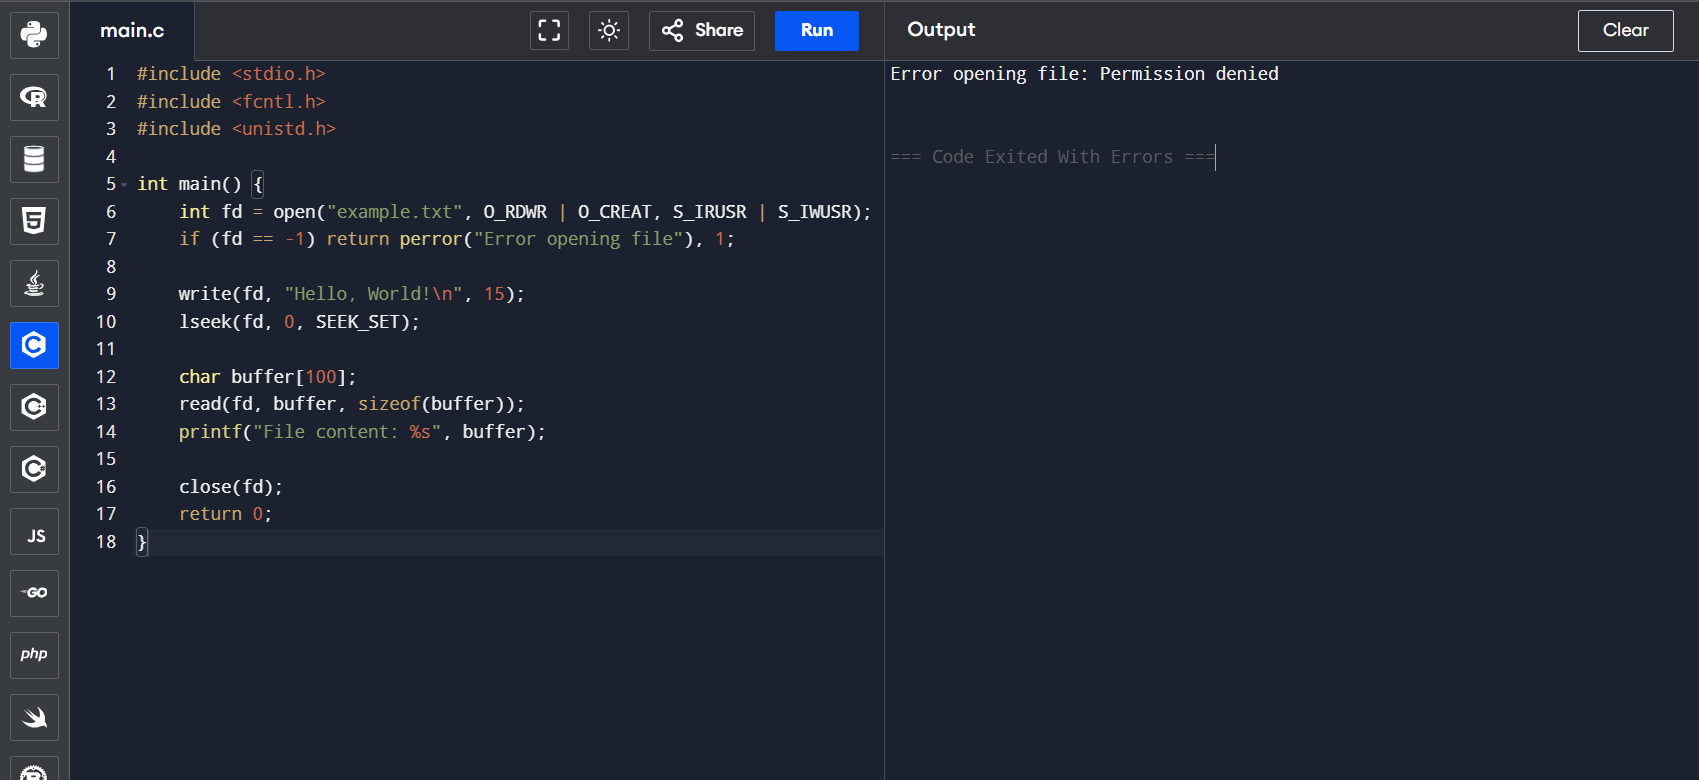 main.c
Share
Run
Output
Clear
1 #include <stdio.h>
2 #include <fcntl.h>
3 #include <unistd.h>
4
5 int main() {
6     int fd = open("example.txt", O_RDWR | O_CREAT, S_IRUSR | S_IWUSR);
7     if (fd == -1) return perror("Error opening file"), 1;
8
9     write(fd, "Hello, World!\n", 15);
10     lseek(fd, 0, SEEK_SET);
11
12     char buffer[100];
13     read(fd, buffer, sizeof(buffer));
14     printf("File content: %s", buffer);
15
16     close(fd);
17     return 0;
18 }
Error opening file: Permission denied
=== Code Exited With Errors ===
R
5
C
C++
C#
JS
GO
php
R